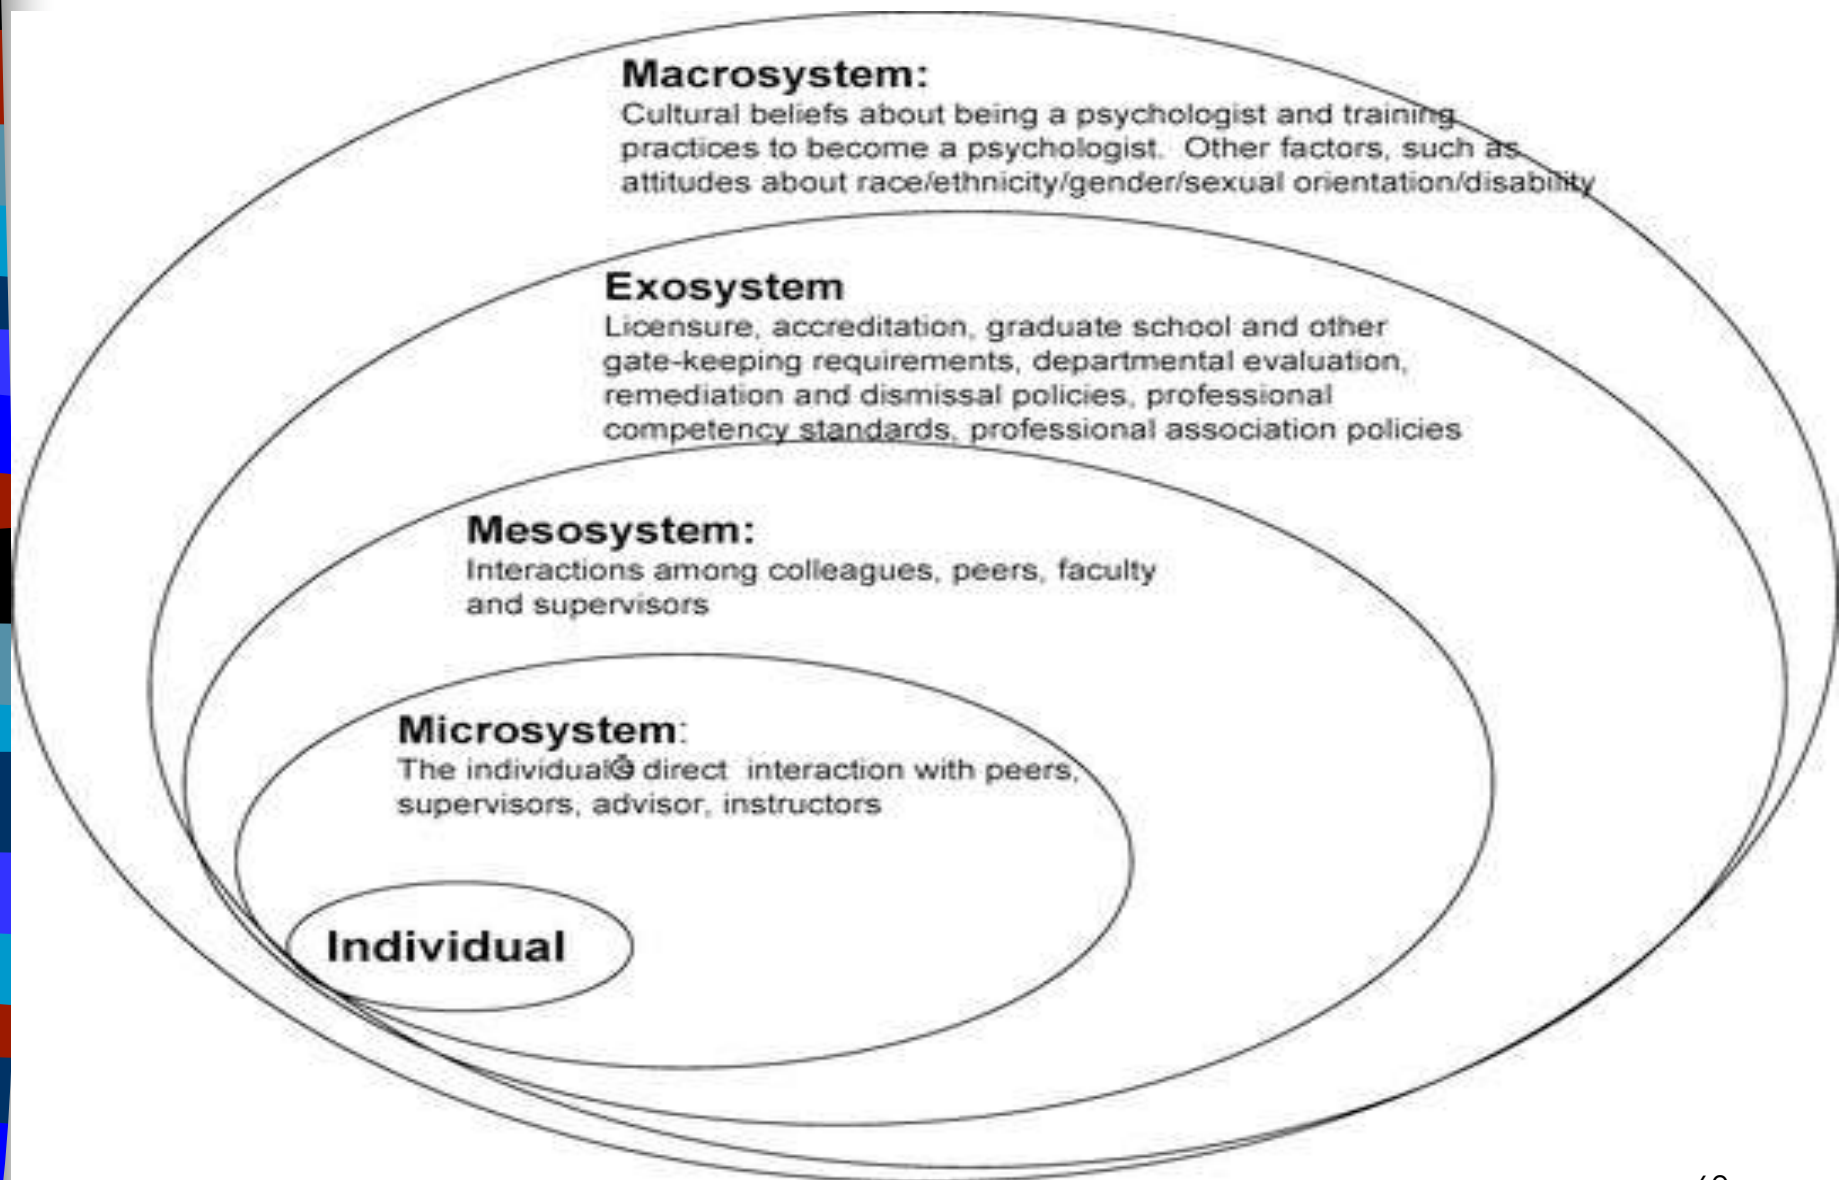 Macrosystem:
Cultural beliefs about being a psychologist and training
practices to become a psychologist. Other factors, such as
attitudes about race/ethnicity/gender/sexual orientation/disability
Exosystem
Licensure, accreditation, graduate school and other
gate-keeping requirements, departmental evaluation,
remediation and dismissal policies, professional
competency standards, professional association policies
Mesosystem:
Interactions among colleagues, peers, faculty
and supervisors
Microsystem:
The direct interaction with peers,
supervisors, advisor, instructors
Individual